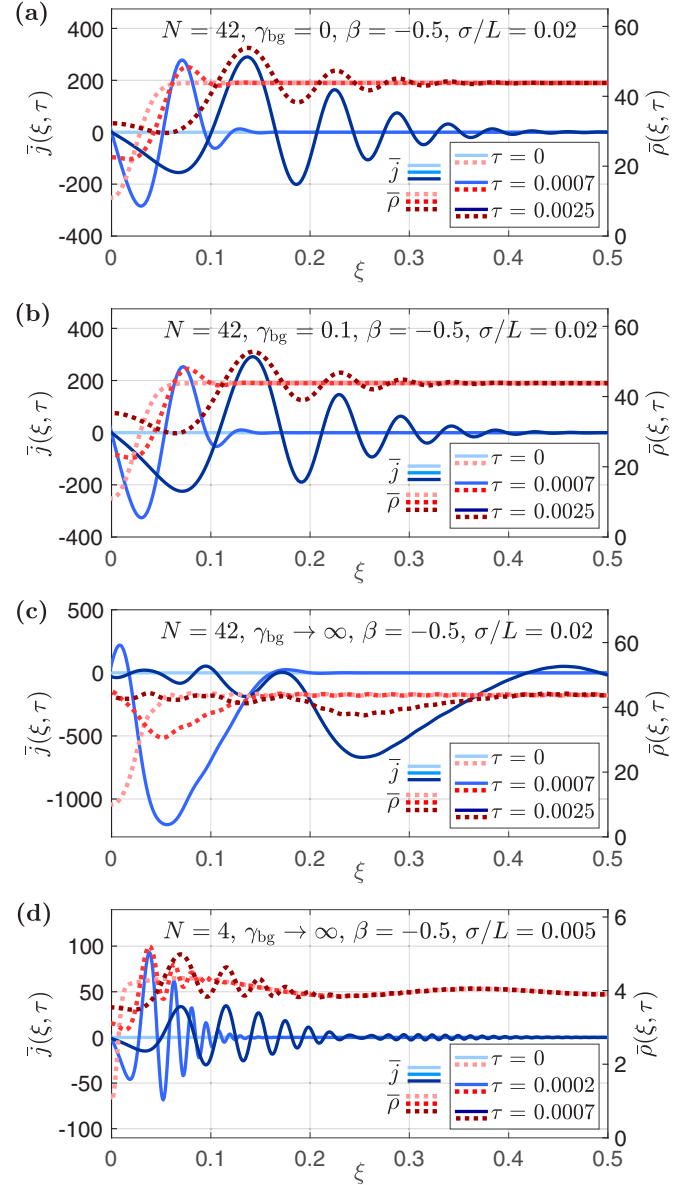 (a)
N = 42, γbg = 0, β = −0.5, σ/L = 0.02
400
200
0
-200
-400
60
40
20
0
j̅(ξ, τ)
ρ̅(ξ, τ)
j̅
ρ̅
τ = 0
τ = 0.0007
τ = 0.0025
0 0.1 0.2 0.3 0.4 0.5
ξ
(b)
N = 42, γbg = 0.1, β = −0.5, σ/L = 0.02
400
200
0
-200
-400
60
40
20
0
j̅(ξ, τ)
ρ̅(ξ, τ)
j̅
ρ̅
τ = 0
τ = 0.0007
τ = 0.0025
0 0.1 0.2 0.3 0.4 0.5
ξ
(c)
N = 42, γbg → ∞, β = −0.5, σ/L = 0.02
500
0
-500
-1000
60
40
20
0
j̅(ξ, τ)
ρ̅(ξ, τ)
j̅
ρ̅
τ = 0
τ = 0.0007
τ = 0.0025
0 0.1 0.2 0.3 0.4 0.5
ξ
(d)
N = 4, γbg → ∞, β = −0.5, σ/L = 0.005
100
50
0
-50
-100
6
4
2
0
j̅(ξ, τ)
ρ̅(ξ, τ)
j̅
ρ̅
τ = 0
τ = 0.0002
τ = 0.0007
0 0.1 0.2 0.3 0.4 0.5
ξ